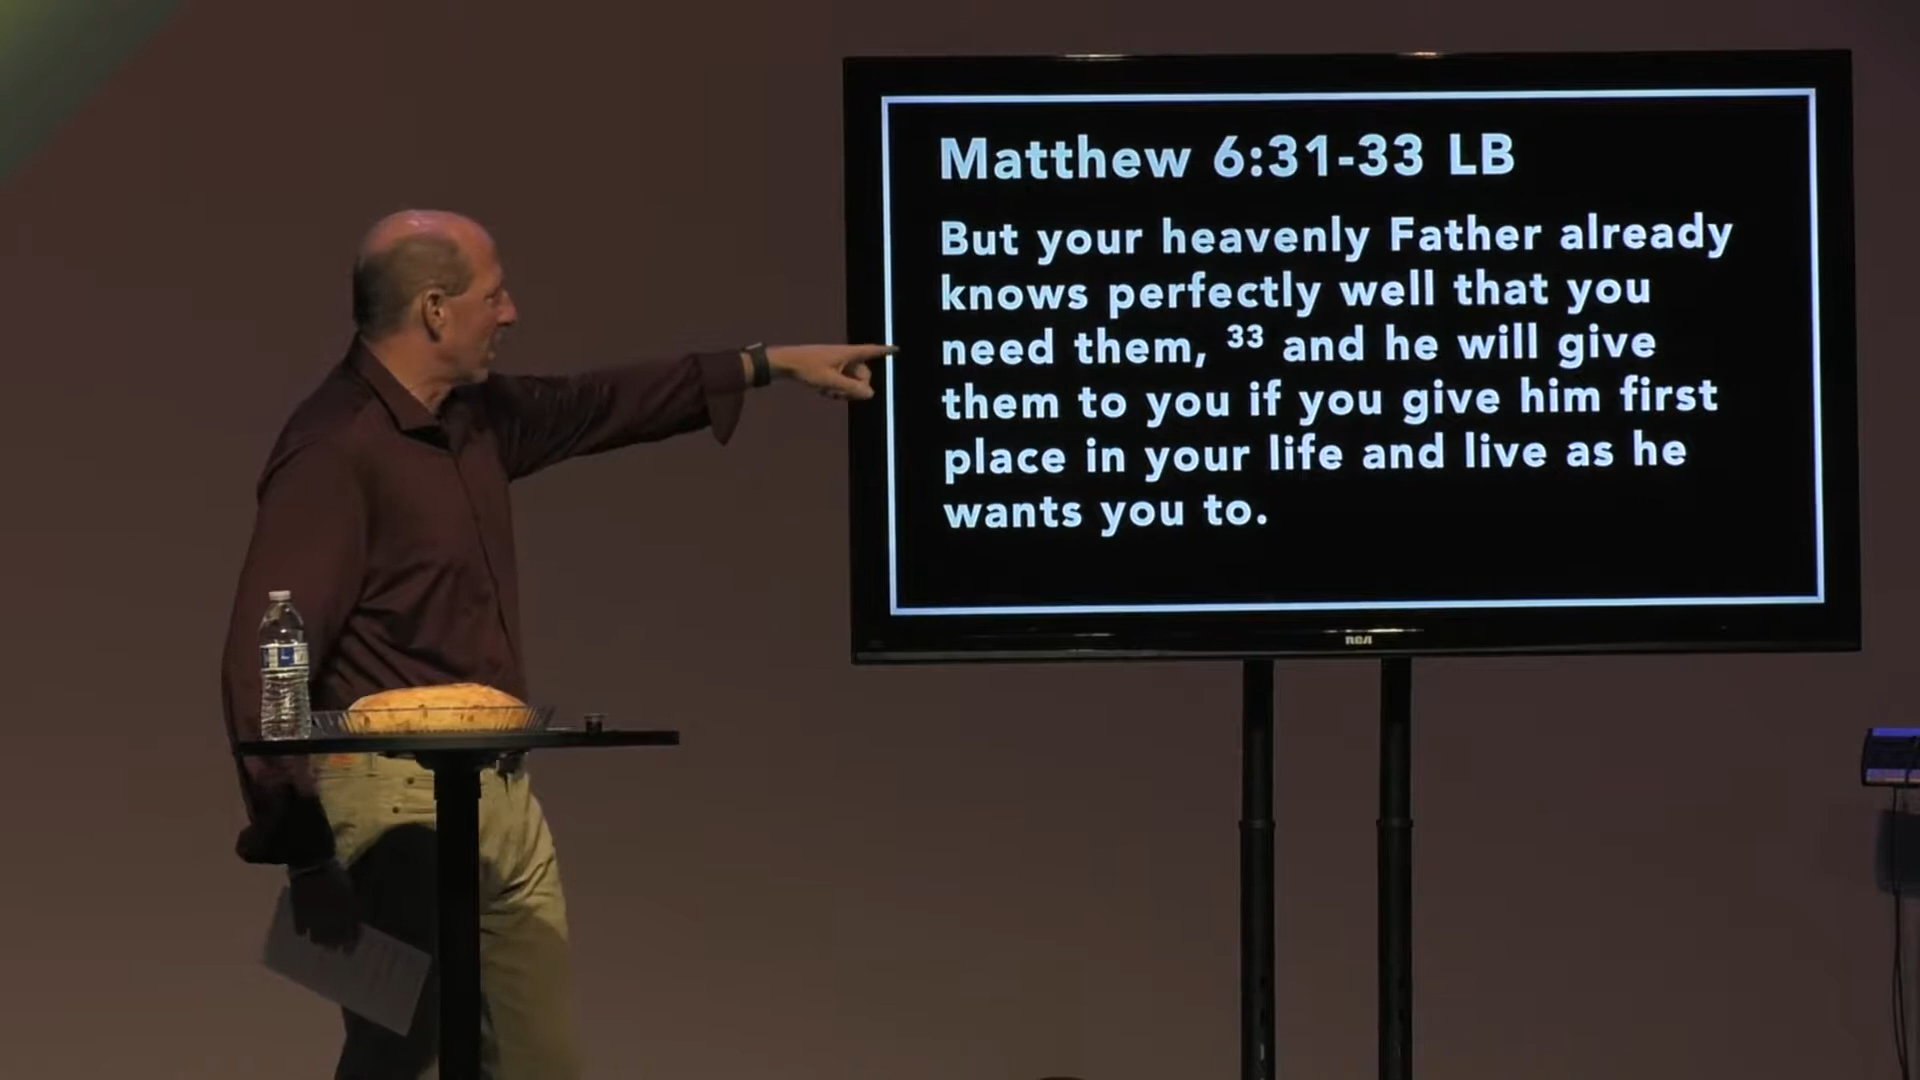 Matthew 6:31-33 LB
But your heavenly Father already
knows perfectly well that you
need them, 33 and he will give
them to you if you give him first
place in your life and live as he
wants you to.
RCA